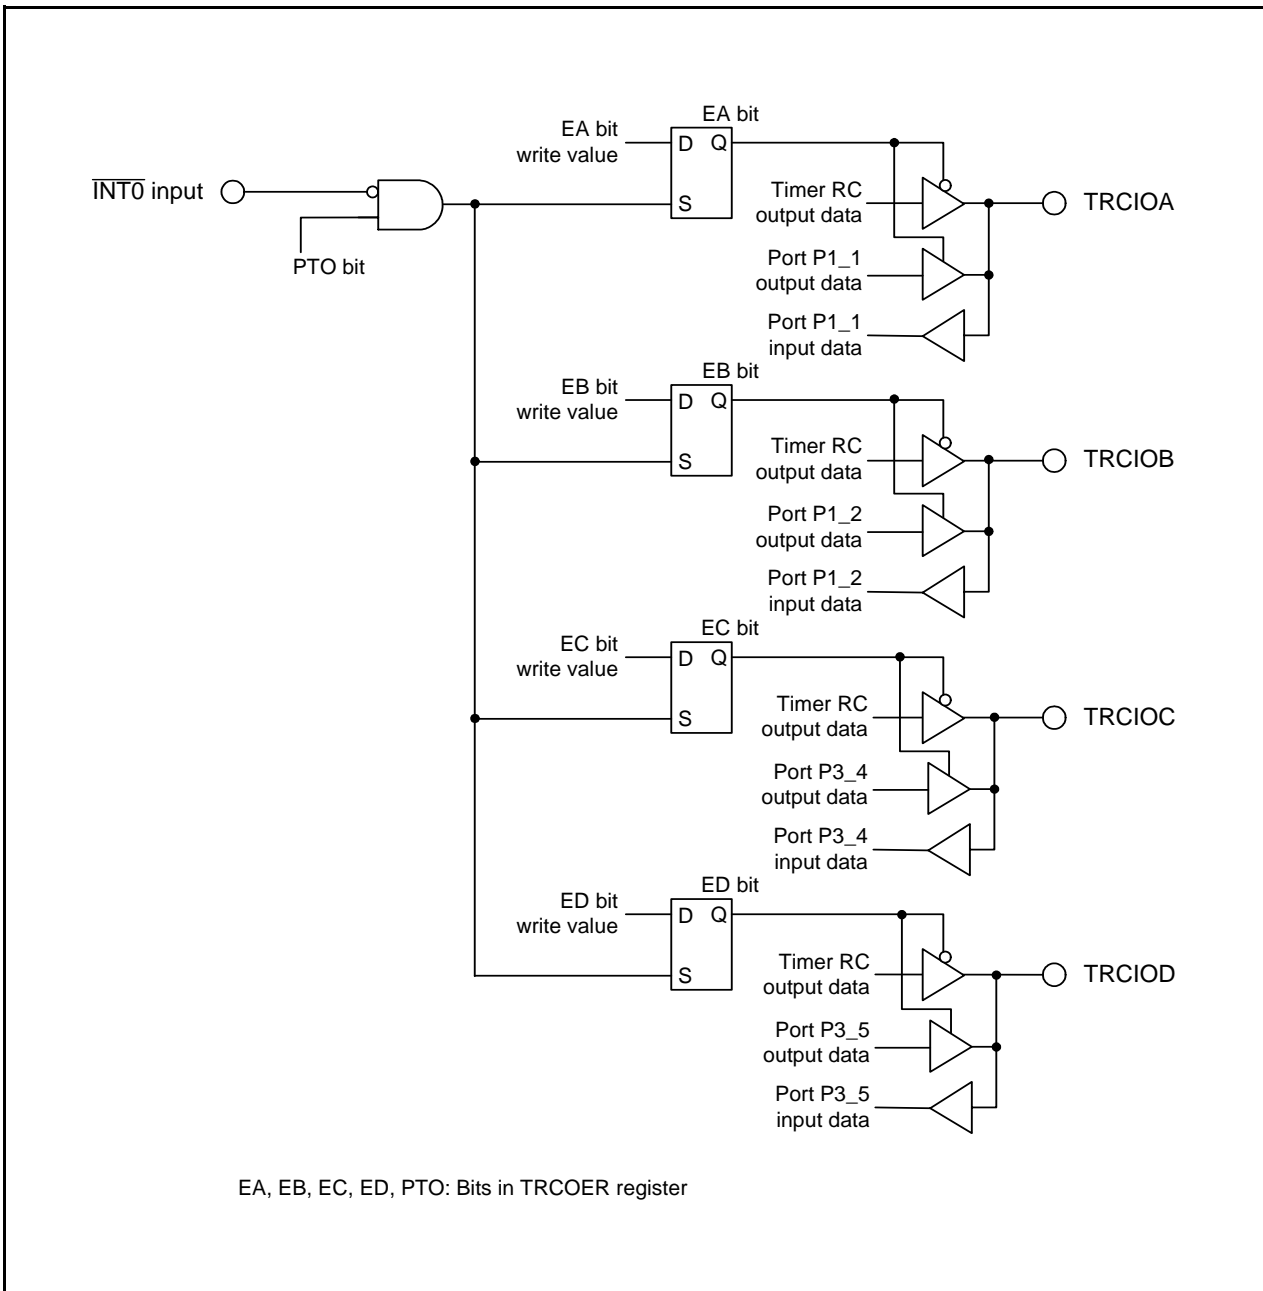 EA bit
EA bit
write value
D Q
S
INT0 input
PTO bit
Timer RC
output data
TRCIOA
Port P1_1
output data
Port P1_1
input data
EB bit
EB bit
write value
D Q
S
Timer RC
output data
TRCIOB
Port P1_2
output data
Port P1_2
input data
EC bit
EC bit
write value
D Q
S
Timer RC
output data
TRCIOC
Port P3_4
output data
Port P3_4
input data
ED bit
ED bit
write value
D Q
S
Timer RC
output data
TRCIOD
Port P3_5
output data
Port P3_5
input data
EA, EB, EC, ED, PTO: Bits in TRCOER register